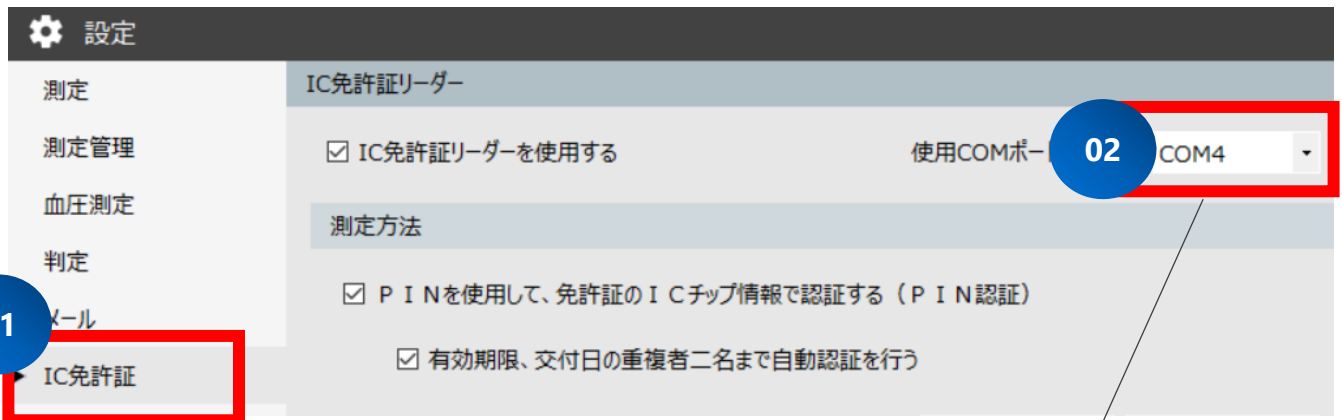 設定
測定
測定管理
血圧測定
判定
メール
IC免許証
1
IC免許証リーダー
IC免許証リーダーを使用する
使用COMポー
02
COM4
測定方法
PINを使用して、免許証のICチップ情報で認証する(PIN認証)
有効期限、交付日の重複者二名まで自動認証を行う